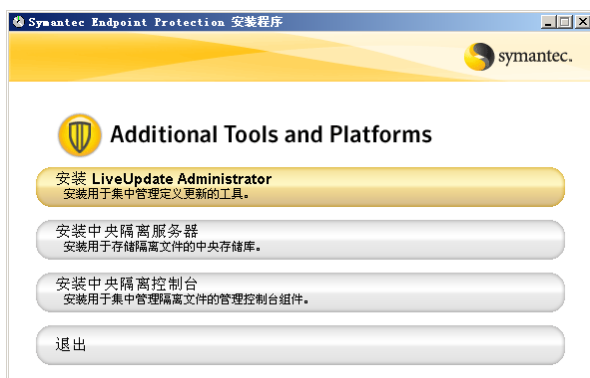 Symantec Endpoint Protection 安装程序
symantec.
Additional Tools and Platforms
安装 LiveUpdate Administrator
安装用于集中管理定义更新的工具。
安装中央隔离服务器
安装用于存储隔离文件的中央存储库。
安装中央隔离控制台
安装用于集中管理隔离文件的管理控制台组件。
退出